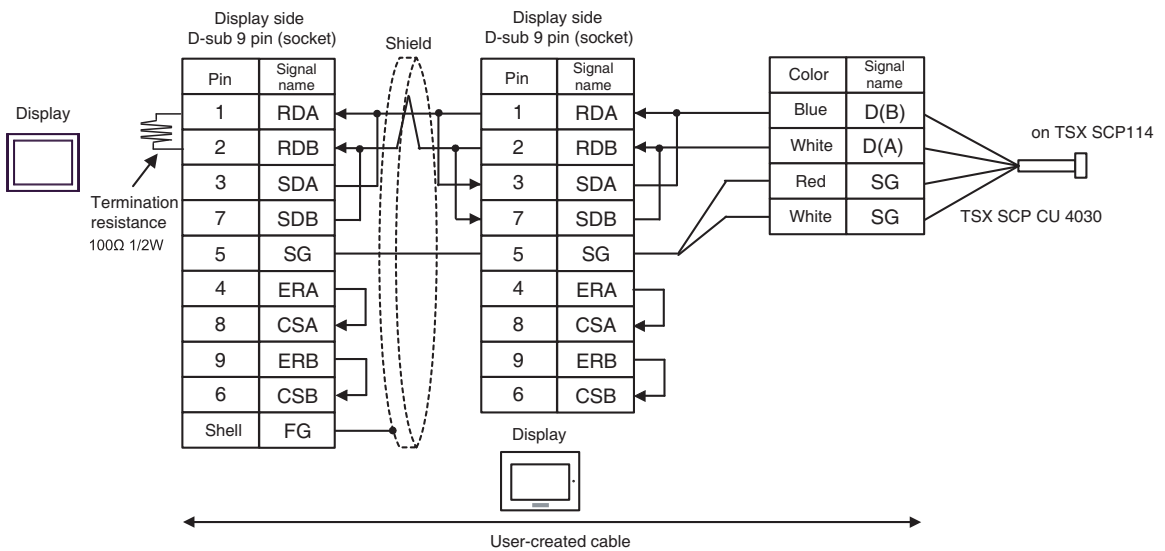 Display side
D-sub 9 pin (socket)
Shield
Display side
D-sub 9 pin (socket)
Display
Termination
resistance
100Ω 1/2W
Pin Signal name
1 RDA
2 RDB
3 SDA
7 SDB
5 SG
4 ERA
8 CSA
9 ERB
6 CSB
Shell FG
Pin Signal name
1 RDA
2 RDB
3 SDA
7 SDB
5 SG
4 ERA
8 CSA
9 ERB
6 CSB
Display
Color Signal name
Blue D(B)
White D(A)
Red SG
White SG
on TSX SCP114
TSX SCP CU 4030
User-created cable